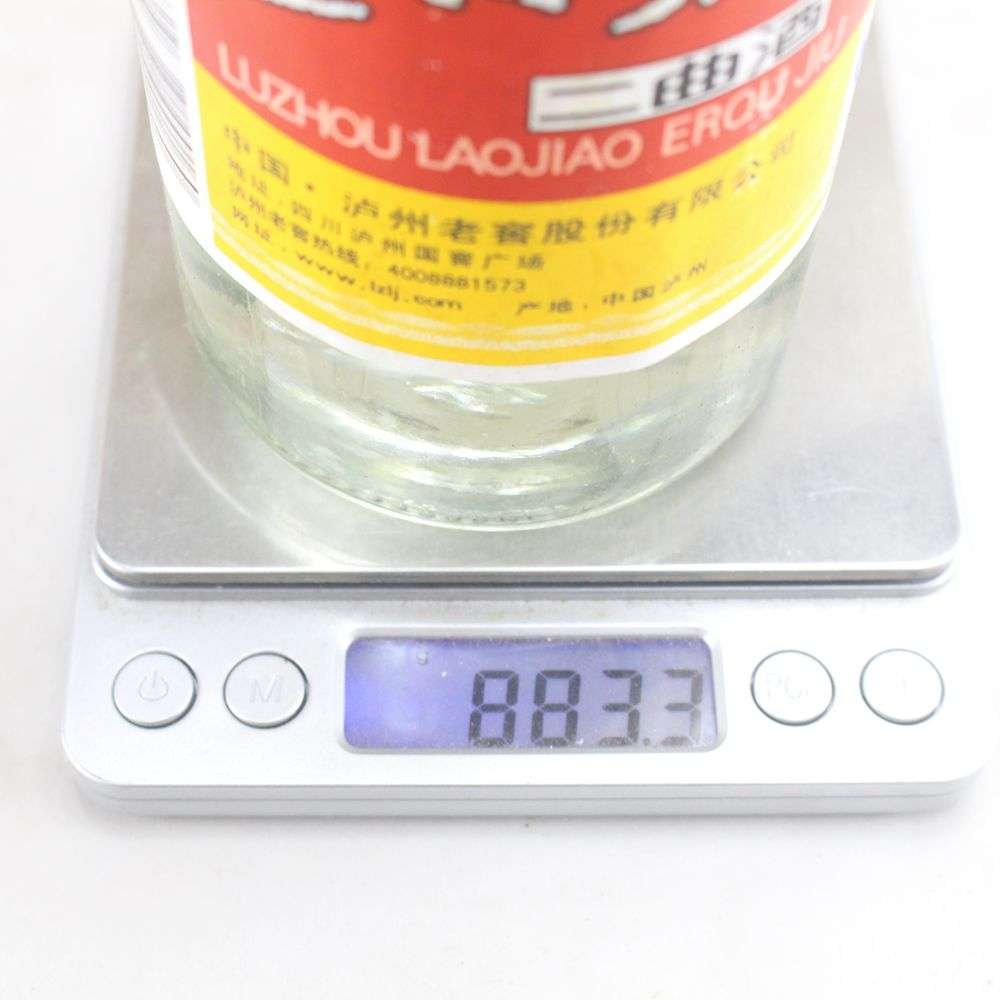 二曲酒
LUZHOU LAOJIAO ERQU JIU
中国·泸州老窖股份有限公司
地址：四川泸州国窖广场
泸州老窖热线：4008881573
网址：www.lzlj.com 产地：中国泸州
M
883.3